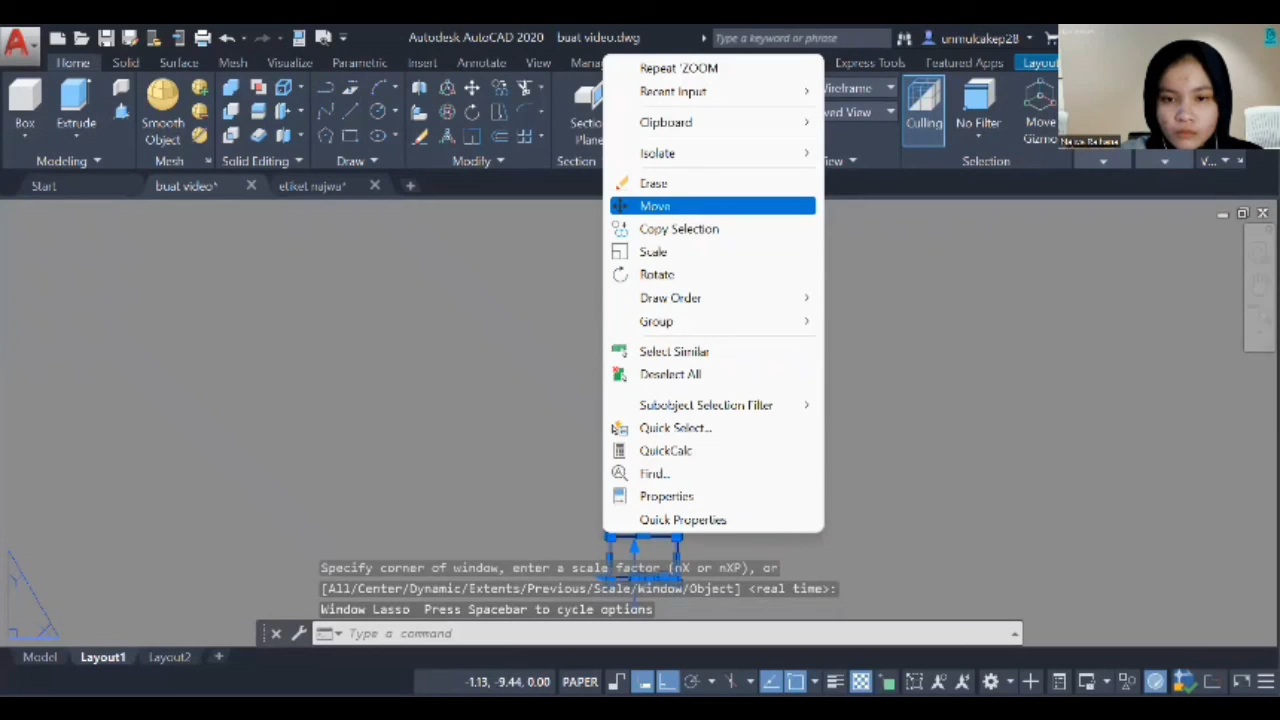 Autodesk AutoCAD 2020 buat video.dwg
Type a keyword or phrase
unmulcakep28
Home Solid Surface Mesh Visualize Parametric Insert Annotate View Express Tools Featured Apps
Box Extrude Smooth Object Culling No Filter Move Gizmo
Modeling Mesh Solid Editing Draw Modify Section Selection V...
Start buat video* etiket najwa*
Repeat 'ZOOM
Recent Input
Clipboard
Isolate
Erase
Move
Copy Selection
Scale
Rotate
Draw Order
Group
Select Similar
Deselect All
Subobject Selection Filter
Quick Select...
QuickCalc
Find...
Properties
Quick Properties
Specify corner of window, enter a scale factor (nX or nXP), or
[All/Center/Dynamic/Extents/Previous/Scale/Window/Object] <real time>:
Window Lasso Press Spacebar to cycle options
Type a command
Model Layout1 Layout2
-1.13, -9.44, 0.00 PAPER